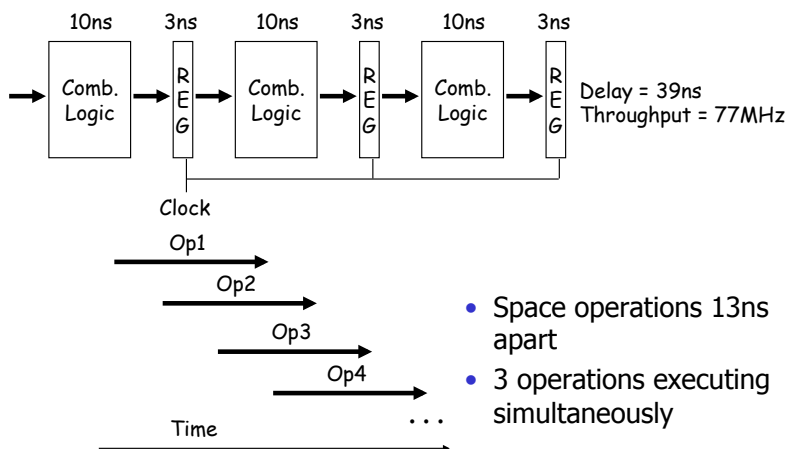 10ns 3ns 10ns 3ns 10ns 3ns
Comb. Logic
R E G
Comb. Logic
R E G
Comb. Logic
R E G
Delay = 39ns
Throughput = 77MHz
Clock
Op1
Op2
Op3
Op4
• • •
Time
• Space operations 13ns
apart
• 3 operations executing
simultaneously